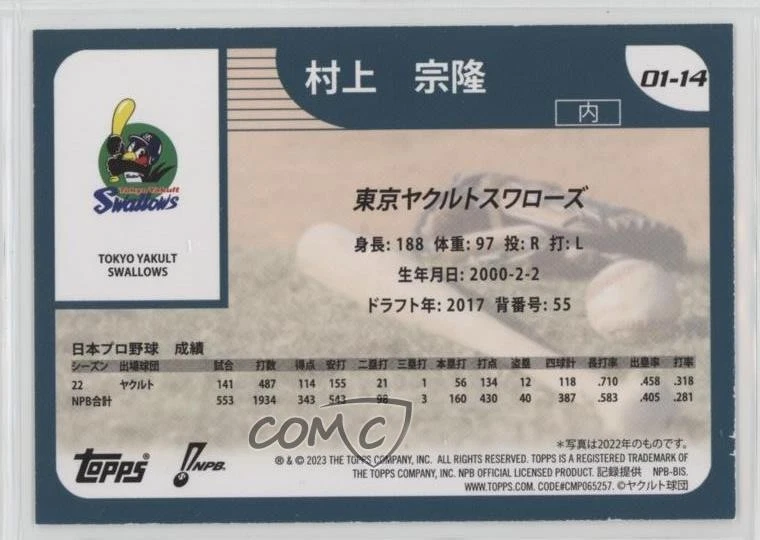 村上　宗隆
01-14
内
Tokyo Yakult
Swallows
TOKYO YAKULT
SWALLOWS
東京ヤクルトスワローズ
身長: 188 体重: 97 投: R 打: L
生年月日: 2000-2-2
ドラフト年: 2017 背番号: 55
日本プロ野球　成績
シーズン 出場球団 試合 打数 得点 安打 二塁打 三塁打 本塁打 打点 盗塁 四球計 長打率 出塁率 打率
22 ヤクルト 141 487 114 155 21 1 56 134 12 118 .710 .458 .318
NPB合計 553 1934 343 543 98 3 160 430 40 387 .583 .405 .281
COMC
＊写真は2022年のものです。
TOPPS®
NPB.
® & © 2023 THE TOPPS COMPANY, INC. ALL RIGHTS RESERVED. TOPPS IS A REGISTERED TRADEMARK OF
THE TOPPS COMPANY, INC. NPB OFFICIAL LICENSED PRODUCT. 記録提供 NPB-BIS.
WWW.TOPPS.COM. CODE#CMP065257. ©ヤクルト球団